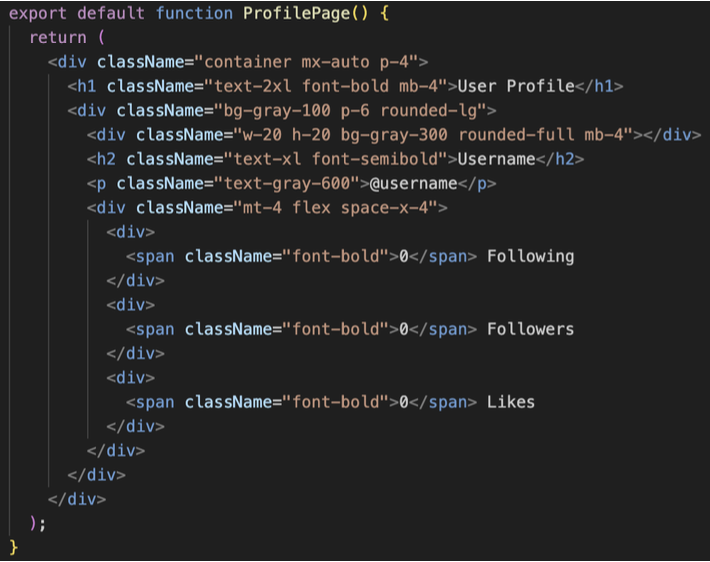 export default function ProfilePage() {
  return (
    <div className="container mx-auto p-4">
      <h1 className="text-2xl font-bold mb-4">User Profile</h1>
      <div className="bg-gray-100 p-6 rounded-lg">
        <div className="w-20 h-20 bg-gray-300 rounded-full mb-4"></div>
        <h2 className="text-xl font-semibold">Username</h2>
        <p className="text-gray-600">@username</p>
        <div className="mt-4 flex space-x-4">
          <div>
            <span className="font-bold">0</span> Following
          </div>
          <div>
            <span className="font-bold">0</span> Followers
          </div>
          <div>
            <span className="font-bold">0</span> Likes
          </div>
        </div>
      </div>
    </div>
  );
}